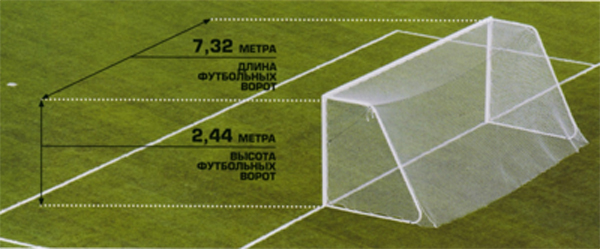 7,32 МЕТРА
ДЛИНА
ФУТБОЛЬНЫХ
ВОРОТ
2,44 МЕТРА
ВЫСОТА
ФУТБОЛЬНЫХ
ВОРОТ